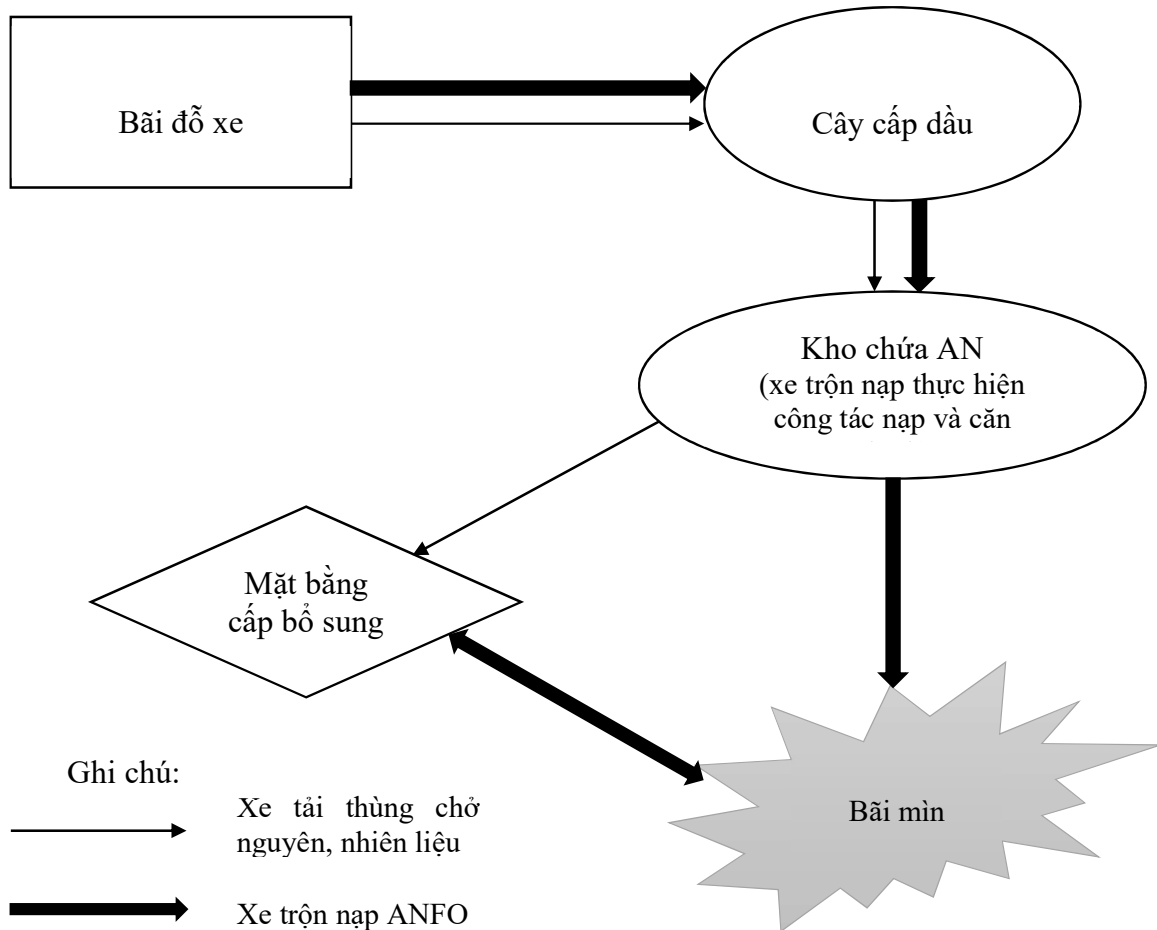 Bãi đỗ xe
Cây cấp dầu
Kho chứa AN
(xe trộn nạp thực hiện
công tác nạp và căn
Mặt bằng
cấp bổ sung
Bãi mìn
Ghi chú:
Xe tải thùng chở
nguyên, nhiên liệu
Xe trộn nạp ANFO